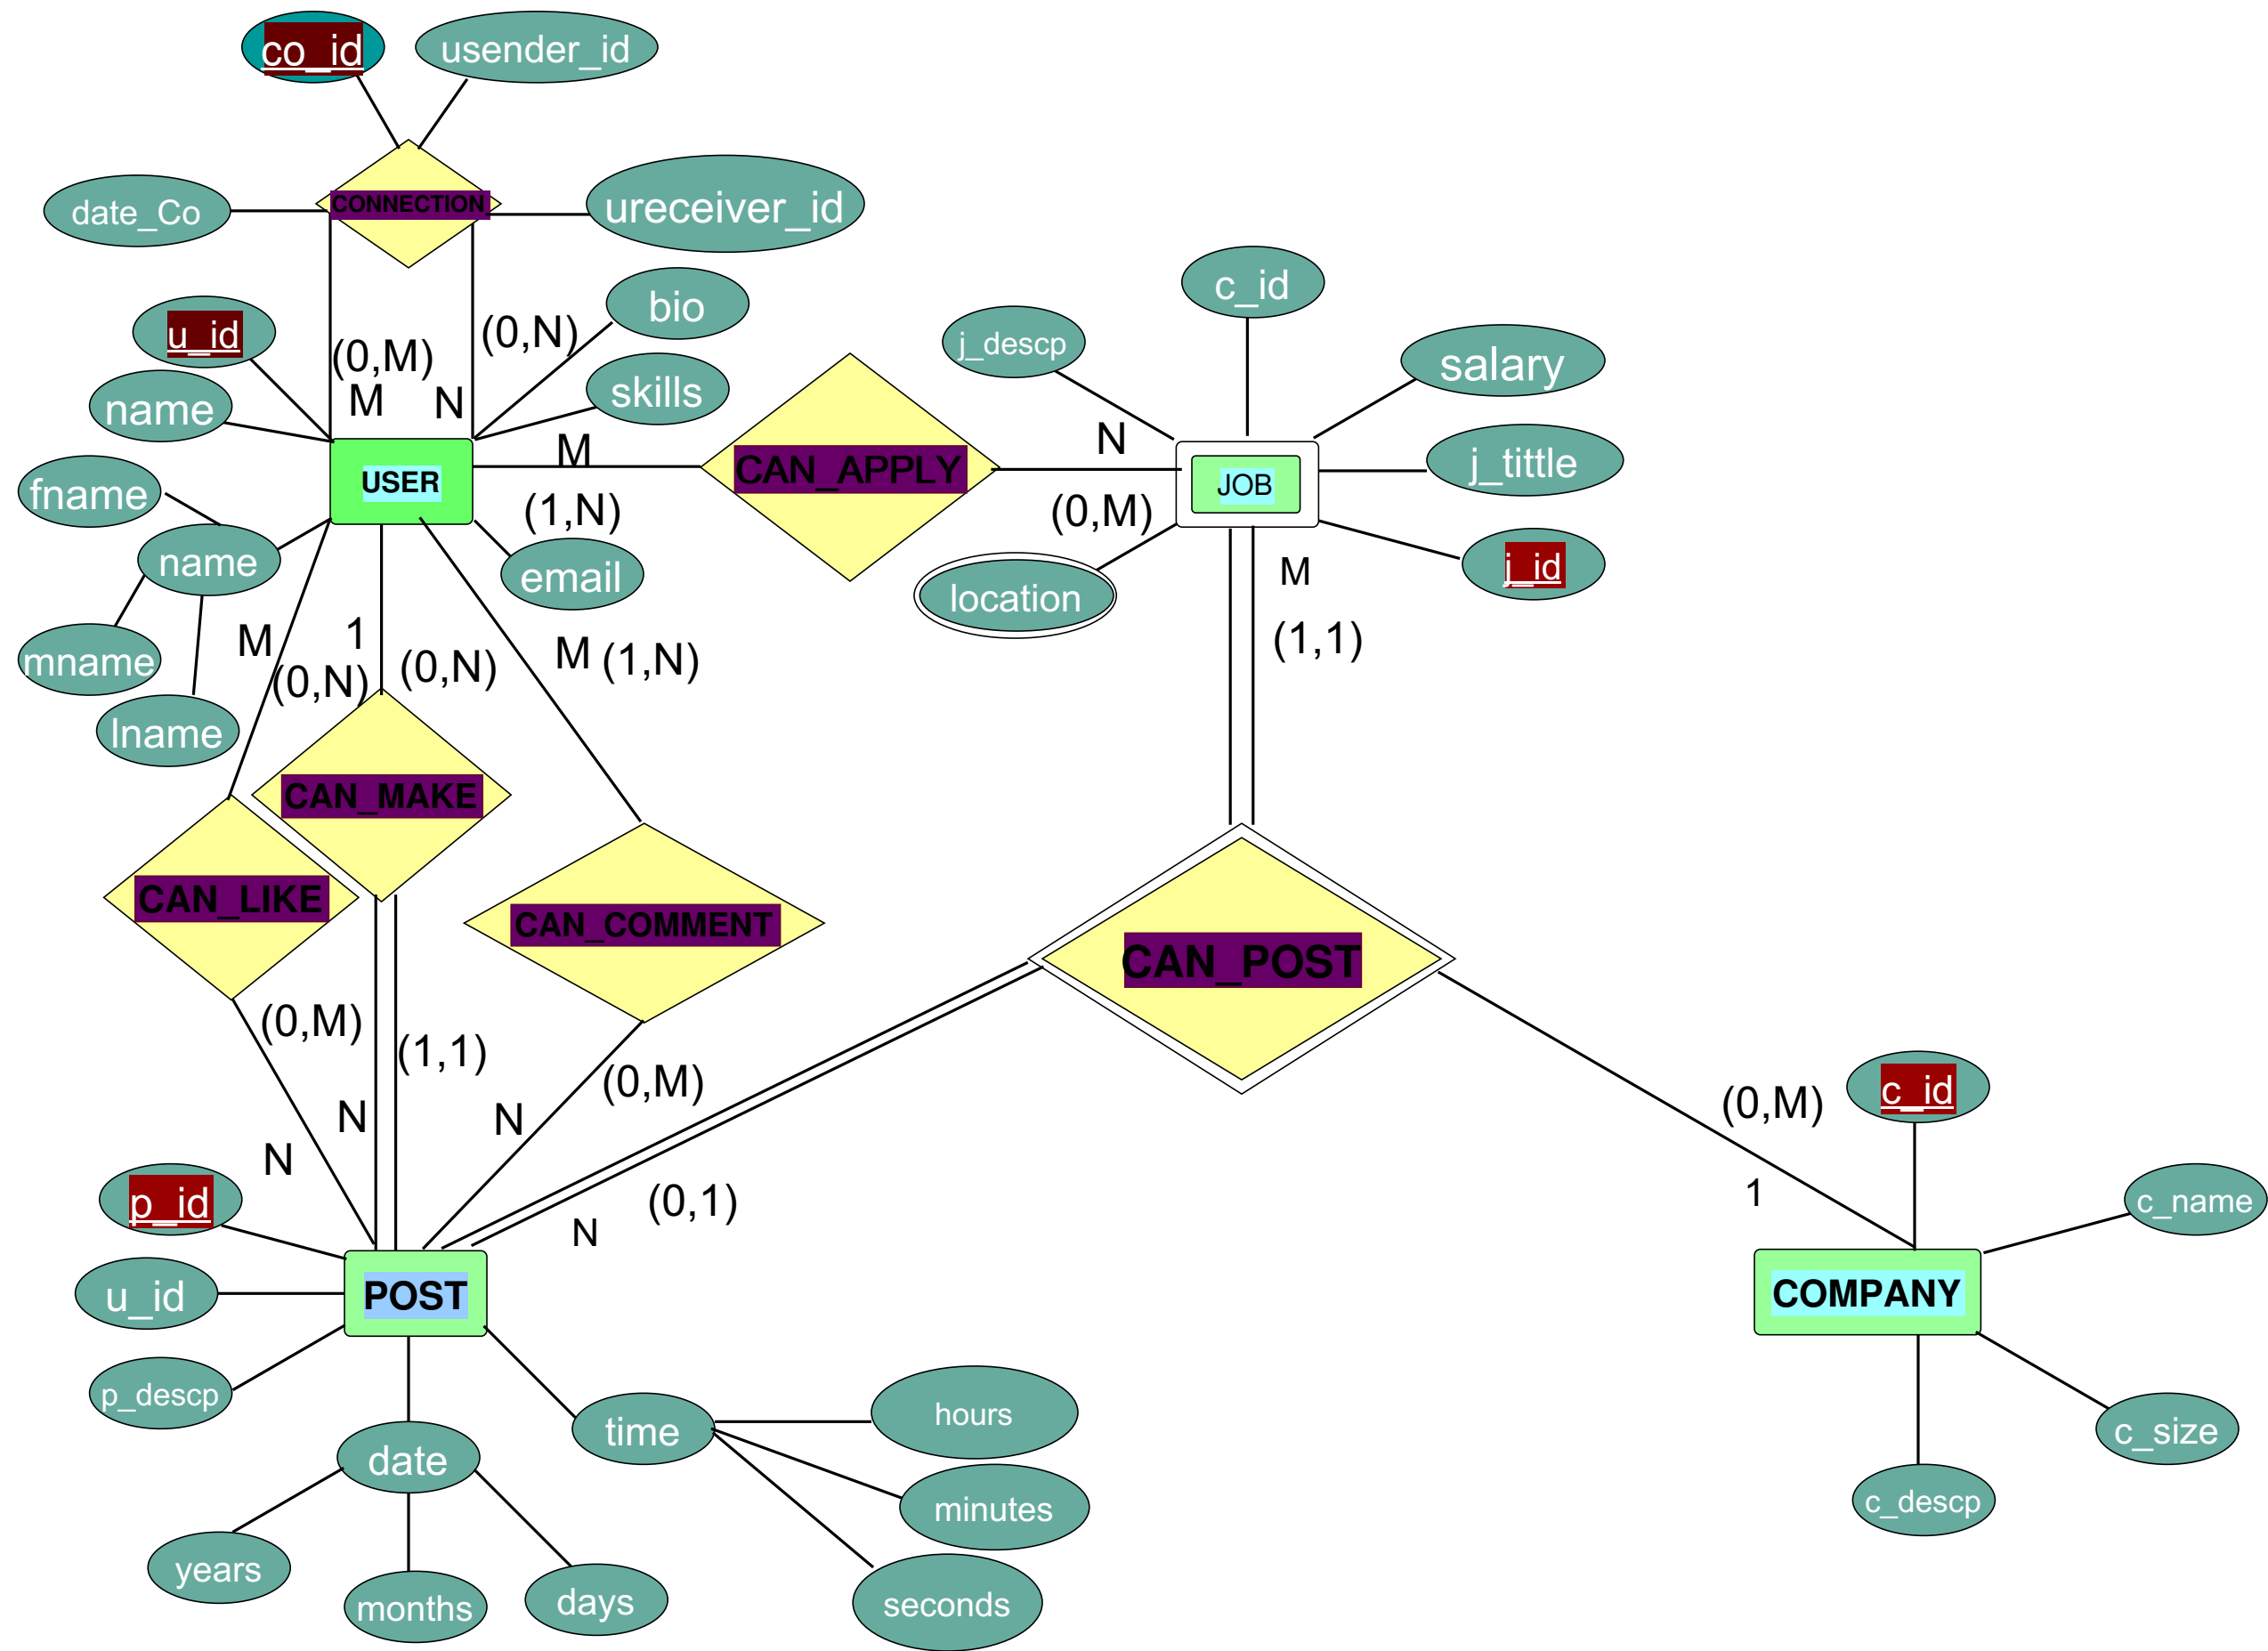 co_id
usender_id
CONNECTION
date_Co
ureceiver_id
bio
c_id
u_id
(0,M)
(0,N)
j_descp
salary
name
M
N
skills
USER
M
CAN_APPLY
N
JOB
j_tittle
fname
(1,N)
(0,M)
name
email
location
j_id
mname
M
1
(0,N)
(0,N)
M (1,N)
M
(1,1)
lname
CAN_MAKE
CAN_LIKE
CAN_COMMENT
CAN_POST
(0,M)
(1,1)
(0,M)
(0,M)
c_id
N
N
N
p_id
(0,1)
N
1
c_name
u_id
POST
COMPANY
p_descp
time
hours
date
c_size
minutes
c_descp
years
months
days
seconds